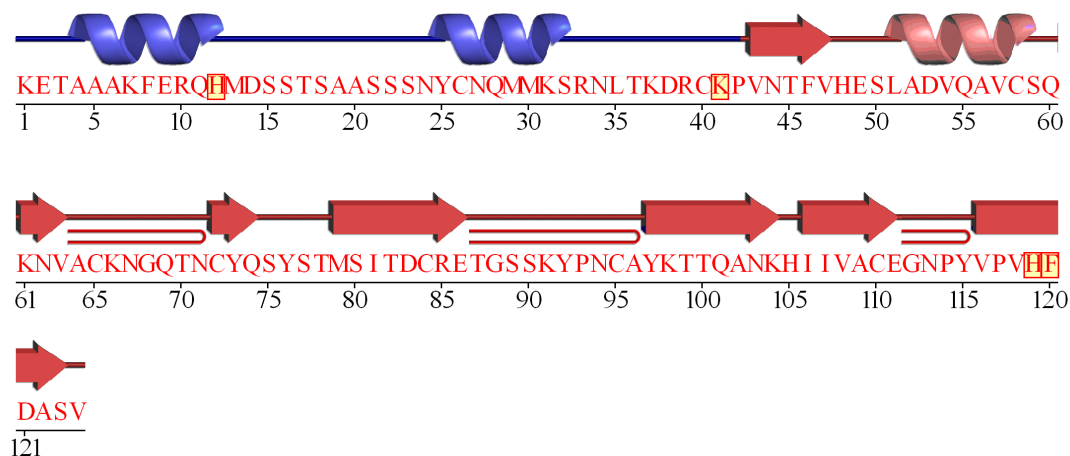 KETAAAKFERQHMDSSTSAASSSNYCNQMMKSRNLTKDRCKPVNTFVHESLADVQAVCSQ
1 5 10 15 20 25 30 35 40 45 50 55 60
KNVACKNGQTNCYQSYSTMSITDCRETGSSKYPNCAYKTTQANKHIIVACEGNPYVPVHF
61 65 70 75 80 85 90 95 100 105 110 115 120
DASV
121